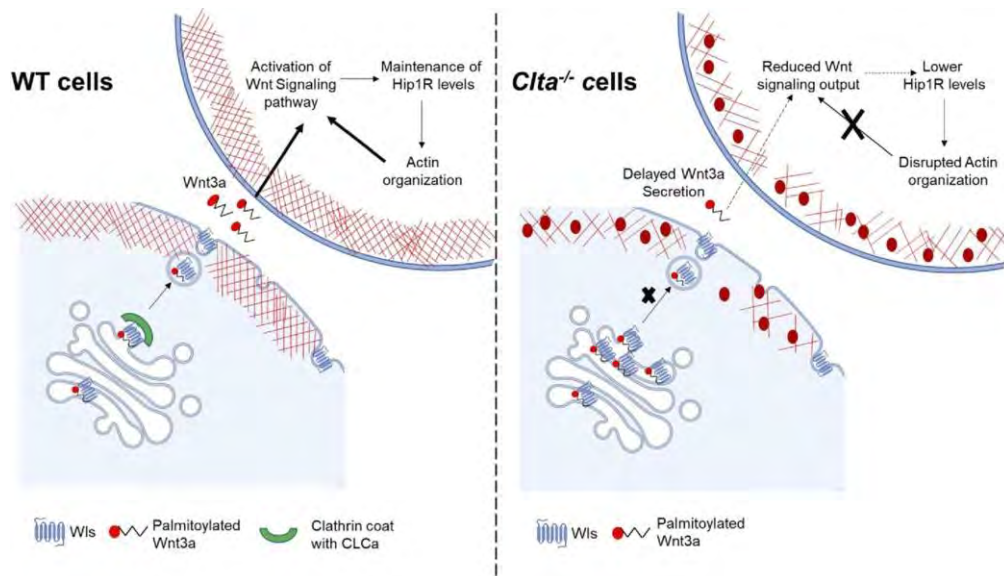 WT cells
Activation of
Wnt Signaling
pathway
Maintenance of
Hip1R levels
Actin
organization
Wnt3a
Wls
Palmitoylated
Wnt3a
Clathrin coat
with CLCa
Clta-/- cells
Reduced Wnt
signaling output
Lower
Hip1R levels
Disrupted Actin
organization
Delayed Wnt3a
Secretion
Wls
Palmitoylated
Wnt3a